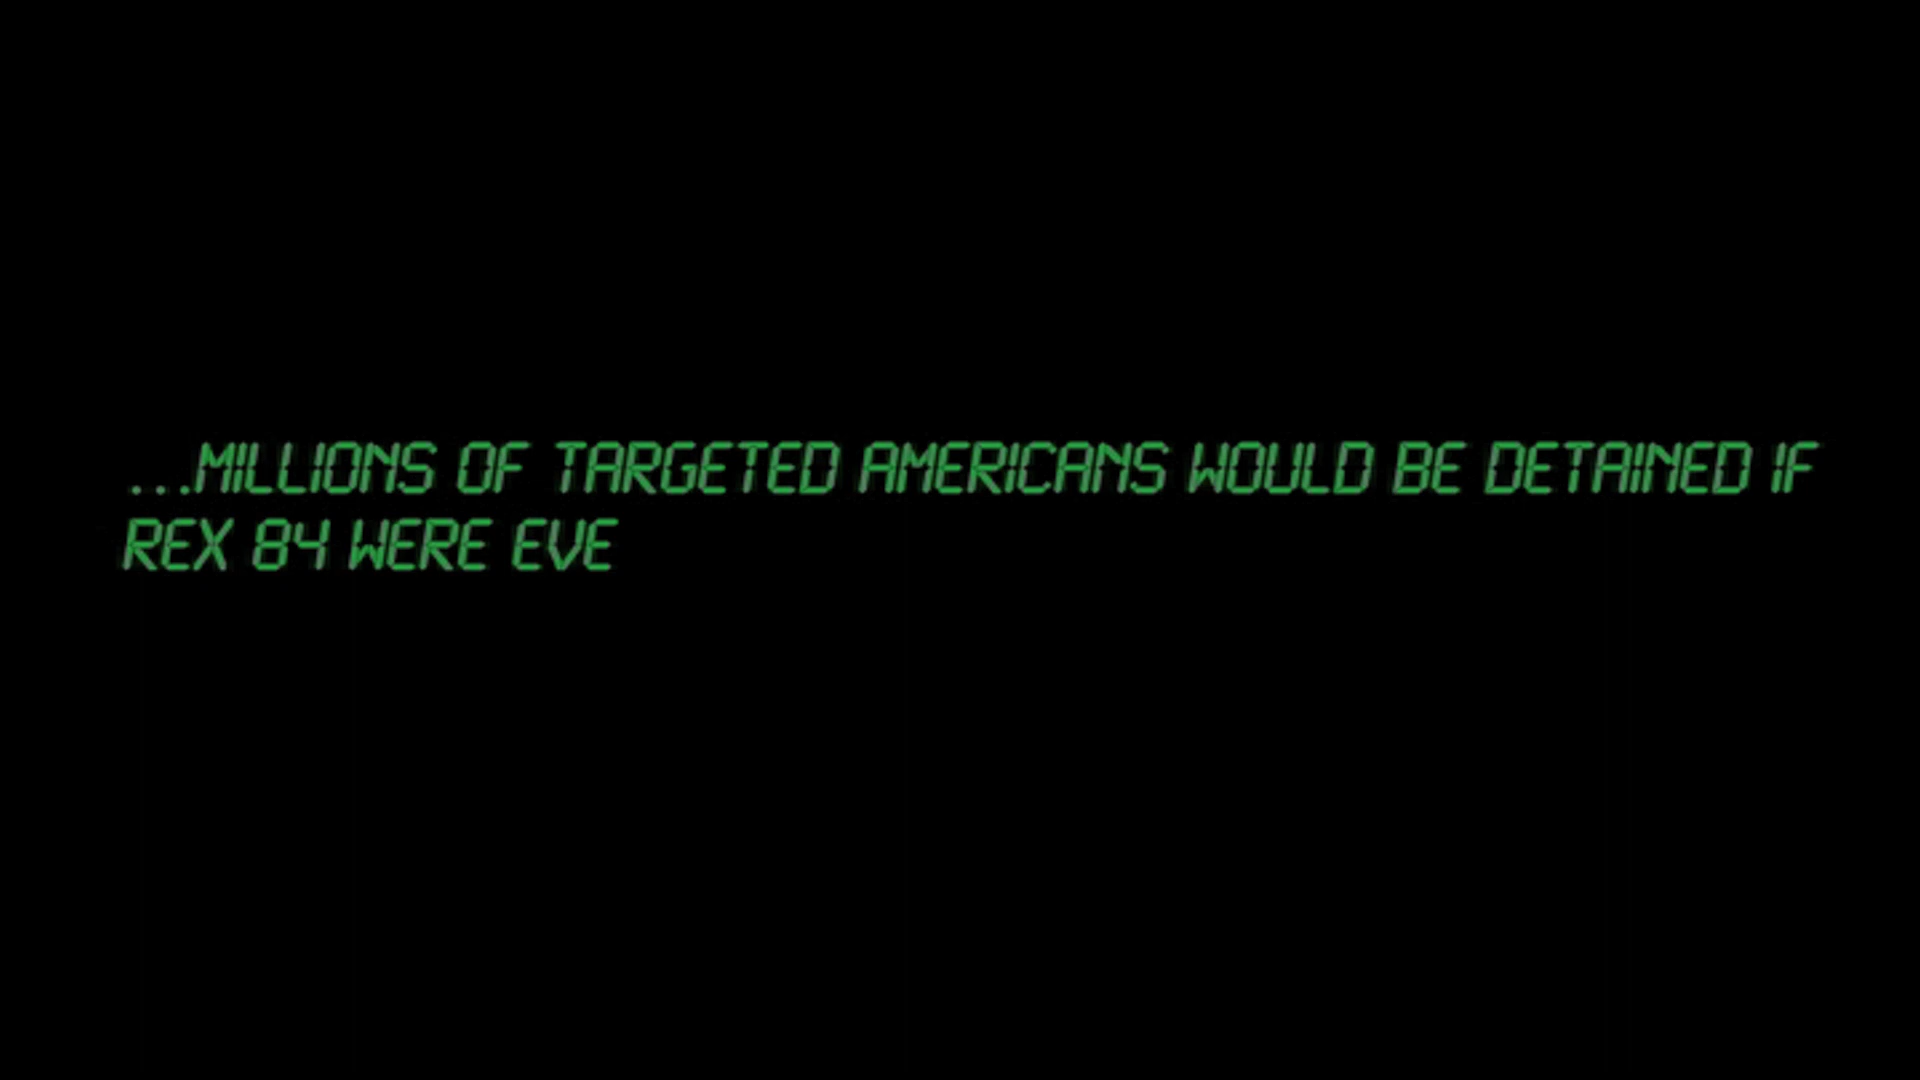 ...MILLIONS OF TARGETED AMERICANS WOULD BE DETAINED IF
REX 84 WERE EVE